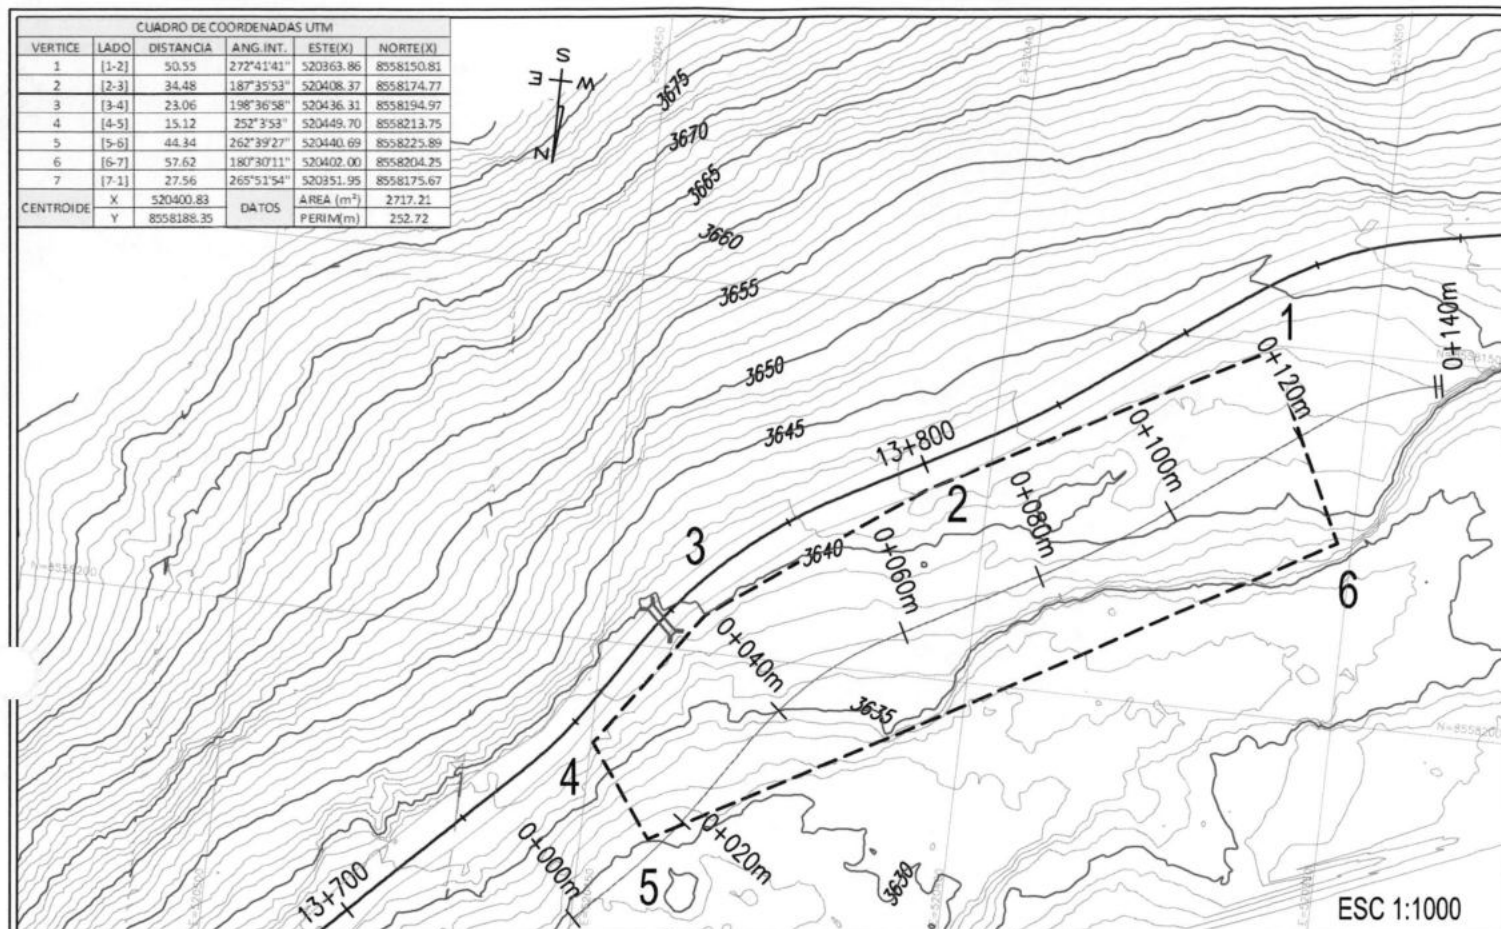 CUADRO DE COORDENADAS UTM
VERTICE LADO DISTANCIA ANG.INT. ESTE(X) NORTE(X)
1 [1-2] 50.55 272°41'41" 520363.86 8558150.81
2 [2-3] 34.48 187°35'53" 520408.37 8558174.77
3 [3-4] 23.06 198°36'58" 520436.31 8558194.97
4 [4-5] 15.12 252°3'53" 520449.70 8558213.75
5 [5-6] 44.34 262°39'27" 520440.69 8558225.89
6 [6-7] 57.62 180°30'11" 520402.00 8558204.25
7 [7-1] 27.56 265°51'54" 520351.95 8558175.67
CENTROIDE X 520400.83 DATOS AREA (m²) 2717.21
Y 8558188.35 PERIM(m) 252.72
S
E W
N
E=520450
E=520400
3675
3670
3665
3660
3655
3650
3645
3640
3635
3630
1
2
3
4
5
6
0+140m
0+120m
0+100m
0+080m
0+060m
0+040m
0+020m
0+000m
13+800
13+700
N=8558150
N=8558200
N=8558200
E=520500
ESC 1:1000